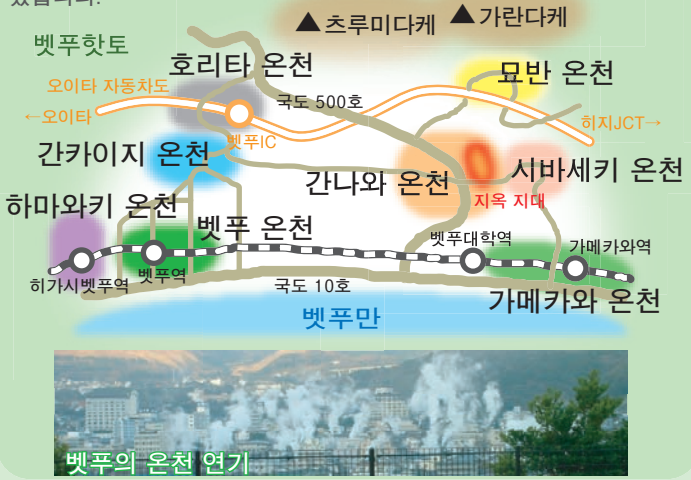 츠루미다케
가란다케
벳푸핫토
호리타 온천
묘반 온천
오이타 자동차도
국도 500호
←오이타
히지JCT→
벳푸IC
간카이지 온천
시바세키 온천
간나와 온천
지옥 지대
하마와키 온천
벳푸 온천
벳푸대학역
가메카와역
히가시벳푸역
벳푸역
국도 10호
가메카와 온천
벳푸만
벳푸의 온천 연기